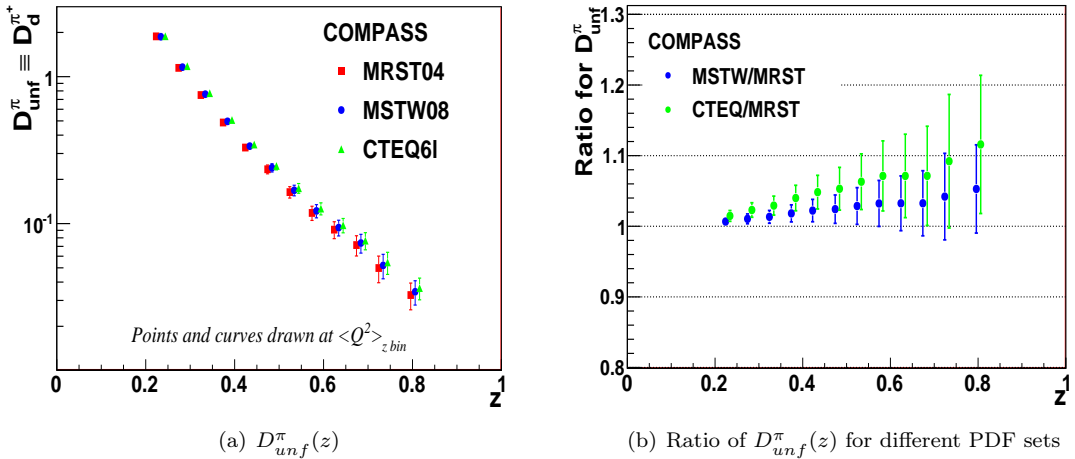 D^π_unf ≡ D^π+_d
COMPASS
MRST04
MSTW08
CTEQ6l
1
10^-1
Points and curves drawn at <Q^2>_z bin
0 0.2 0.4 0.6 0.8 1
z
(a) D^π_unf(z)
Ratio for D^π_unf
COMPASS
MSTW/MRST
CTEQ/MRST
1.3
1.2
1.1
1
0.9
0.8
0 0.2 0.4 0.6 0.8 1
z
(b) Ratio of D^π_unf(z) for different PDF sets